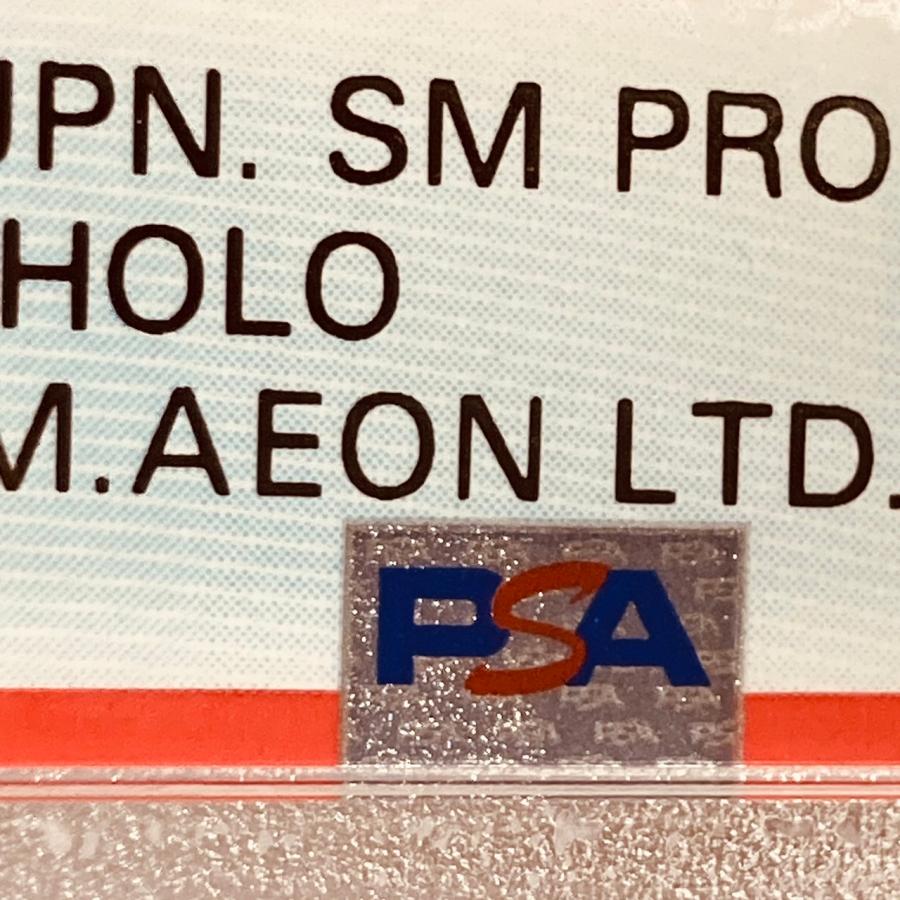 JPN. SM PRO
HOLO
M.AEON LTD.
PSA